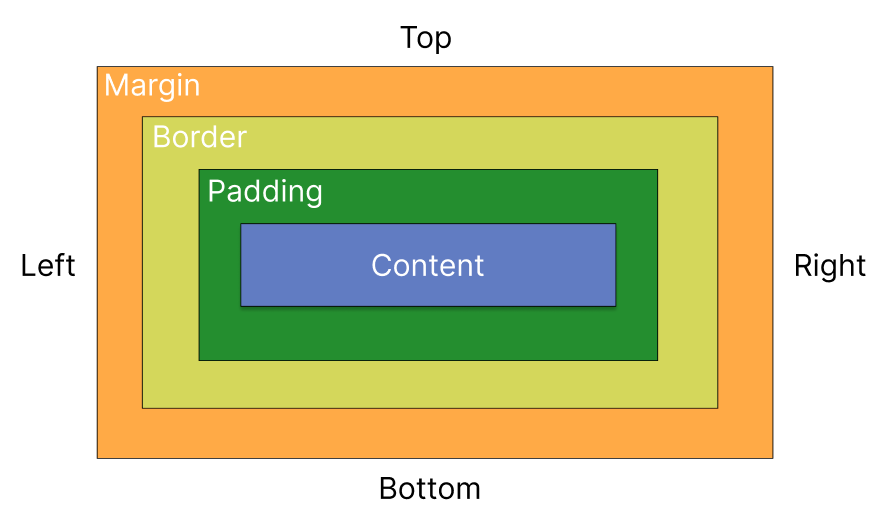 Top
Margin
Border
Padding
Left
Content
Right
Bottom